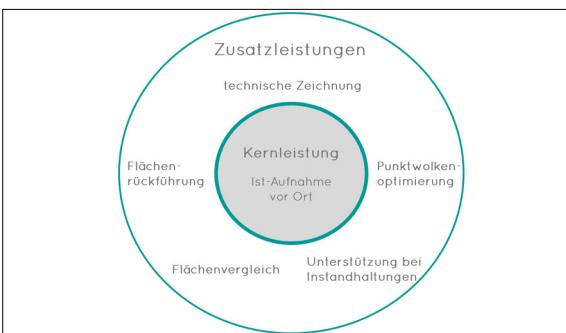 Zusatzleistungen
technische Zeichnung
Kernleistung
Ist-Aufnahme
vor Ort
Flächen-
rückführung
Punktwolken-
optimierung
Flächenvergleich
Unterstützung bei
Instandhaltungen